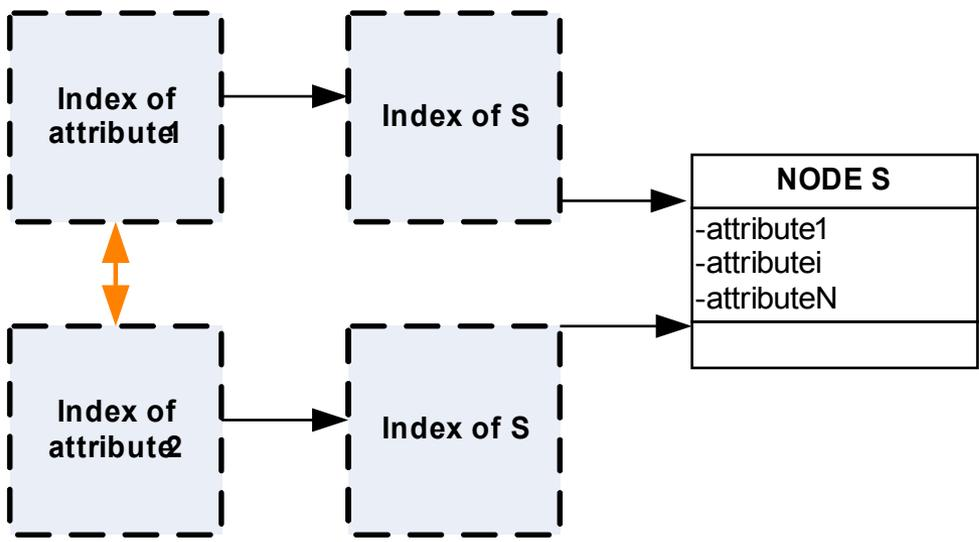 Index of
attribute1
Index of S
NODE S
-attribute1
-attributei
-attributeN
Index of
attribute2
Index of S